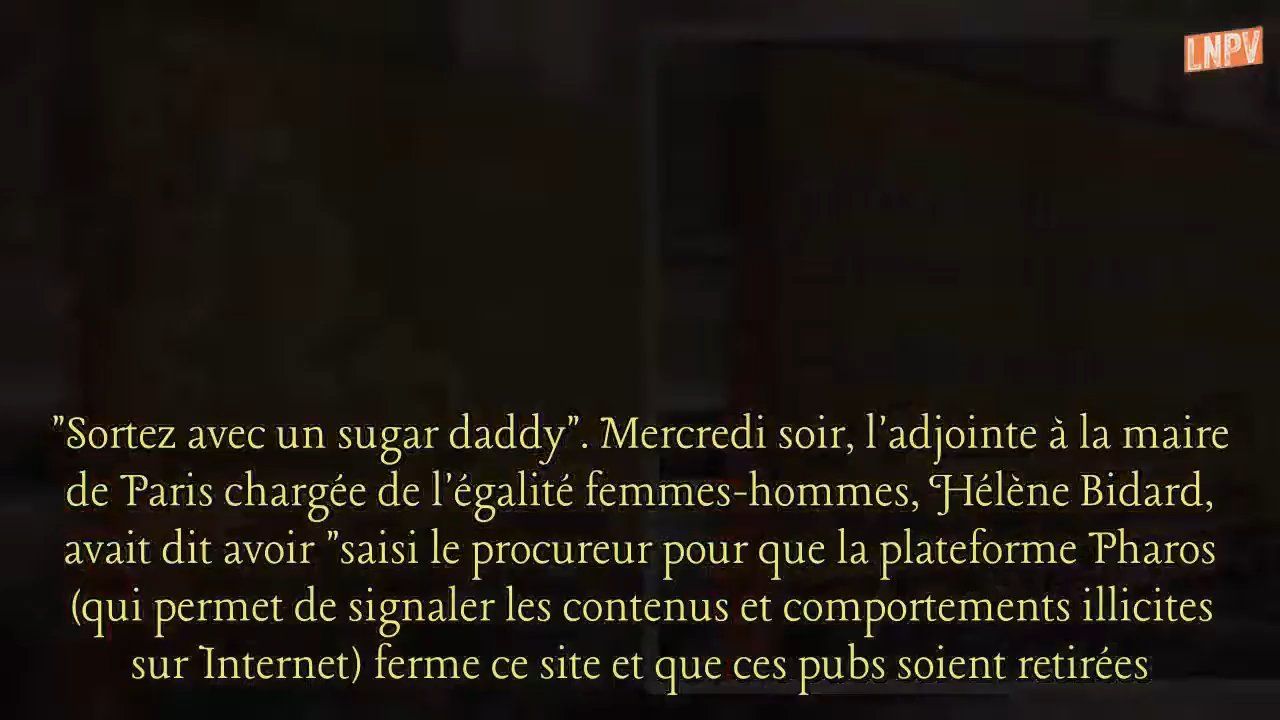 LNPV
"Sortez avec un sugar daddy". Mercredi soir, l'adjointe à la maire
de Paris chargée de l'égalité femmes-hommes, Hélène Bidard,
avait dit avoir "saisi le procureur pour que la plateforme Pharos
(qui permet de signaler les contenus et comportements illicites
sur Internet) ferme ce site et que ces pubs soient retirées